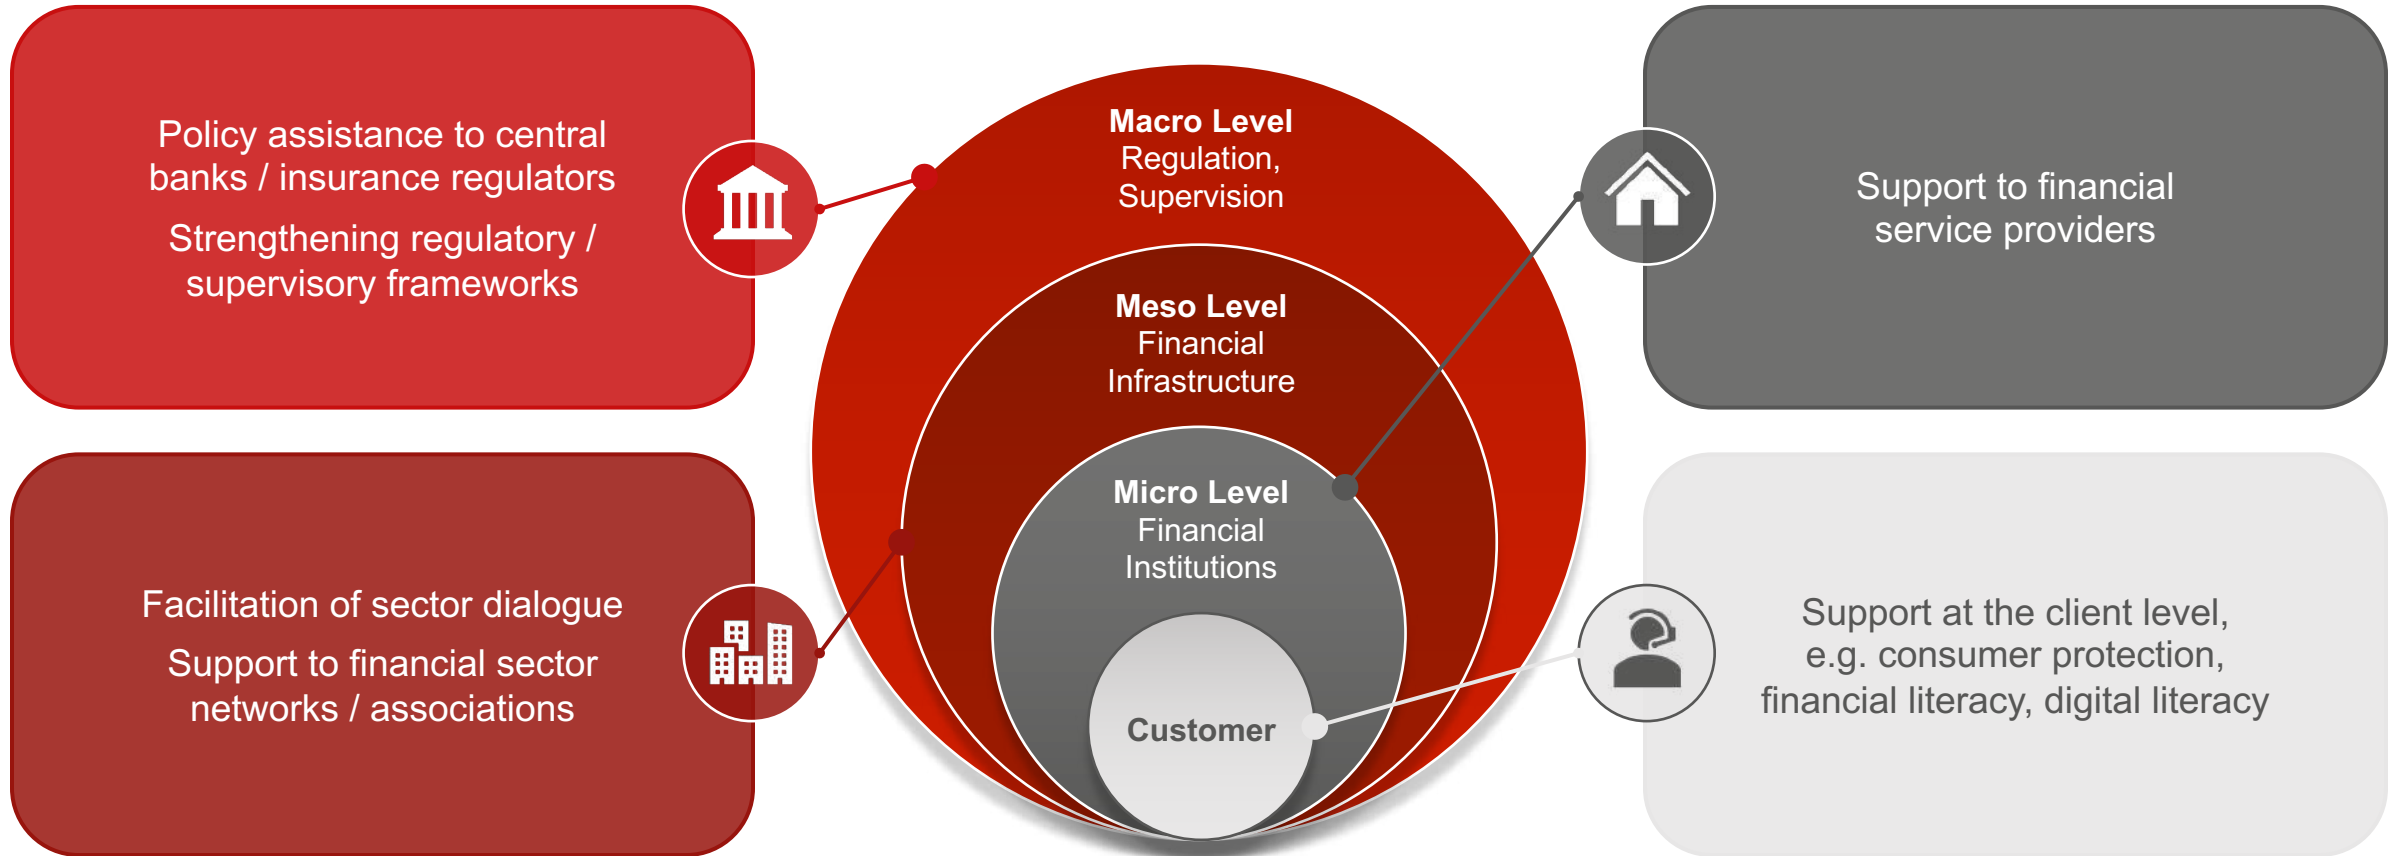 Policy assistance to central
banks / insurance regulators
Strengthening regulatory /
supervisory frameworks
Facilitation of sector dialogue
Support to financial sector
networks / associations
Macro Level
Regulation,
Supervision
Meso Level
Financial
Infrastructure
Micro Level
Financial
Institutions
Customer
Support to financial
service providers
Support at the client level,
e.g. consumer protection,
financial literacy, digital literacy